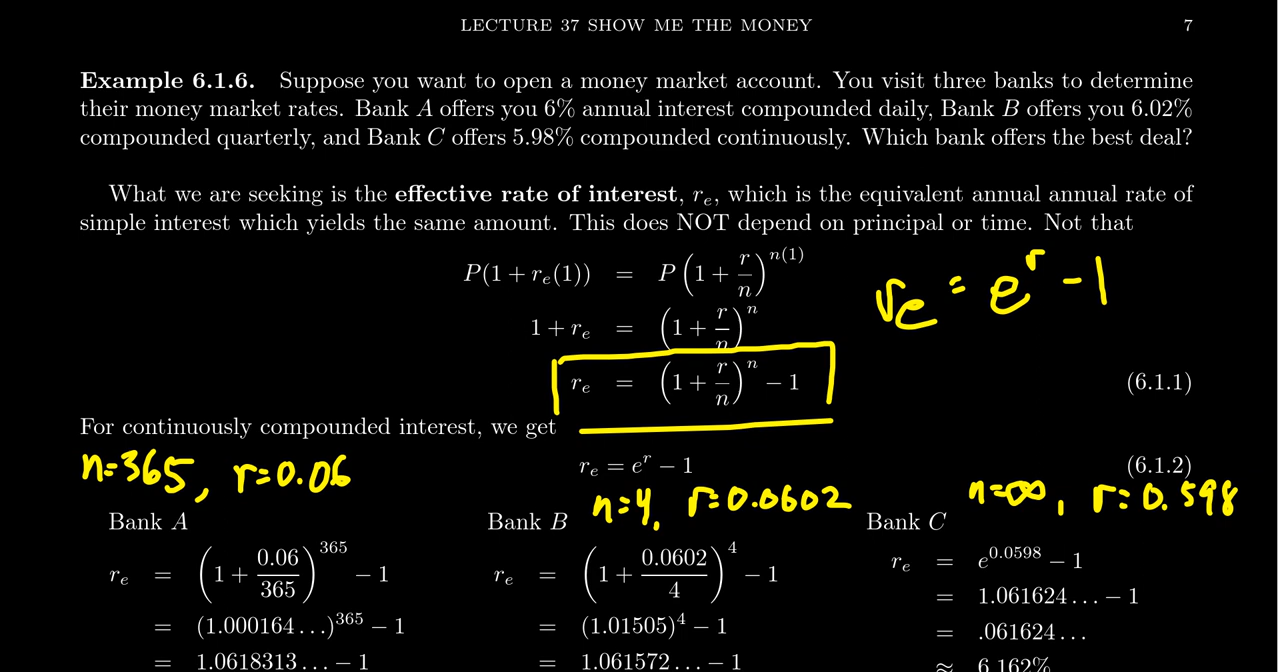 LECTURE 37 SHOW ME THE MONEY 7
Example 6.1.6. Suppose you want to open a money market account. You visit three banks to determine
their money market rates. Bank A offers you 6% annual interest compounded daily, Bank B offers you 6.02%
compounded quarterly, and Bank C offers 5.98% compounded continuously. Which bank offers the best deal?
What we are seeking is the effective rate of interest, r_e, which is the equivalent annual annual rate of
simple interest which yields the same amount. This does NOT depend on principal or time. Not that
P(1 + r_e(1)) = P(1 + r/n)^{n(1)}
r_e = e^r - 1
1 + r_e = (1 + r/n)^n
r_e = (1 + r/n)^n − 1 (6.1.1)
For continuously compounded interest, we get
r_e = e^r − 1 (6.1.2)
n=365, r=0.06
n=4, r=0.0602
n=∞, r=0.598
Bank A
r_e = (1 + 0.06/365)^{365} − 1
= (1.000164...)^{365} − 1
= 1.0618313... − 1
Bank B
r_e = (1 + 0.0602/4)^4 − 1
= (1.01505)^4 − 1
= 1.061572... − 1
Bank C
r_e = e^{0.0598} − 1
= 1.061624... − 1
= .061624...
≈ 6.162%